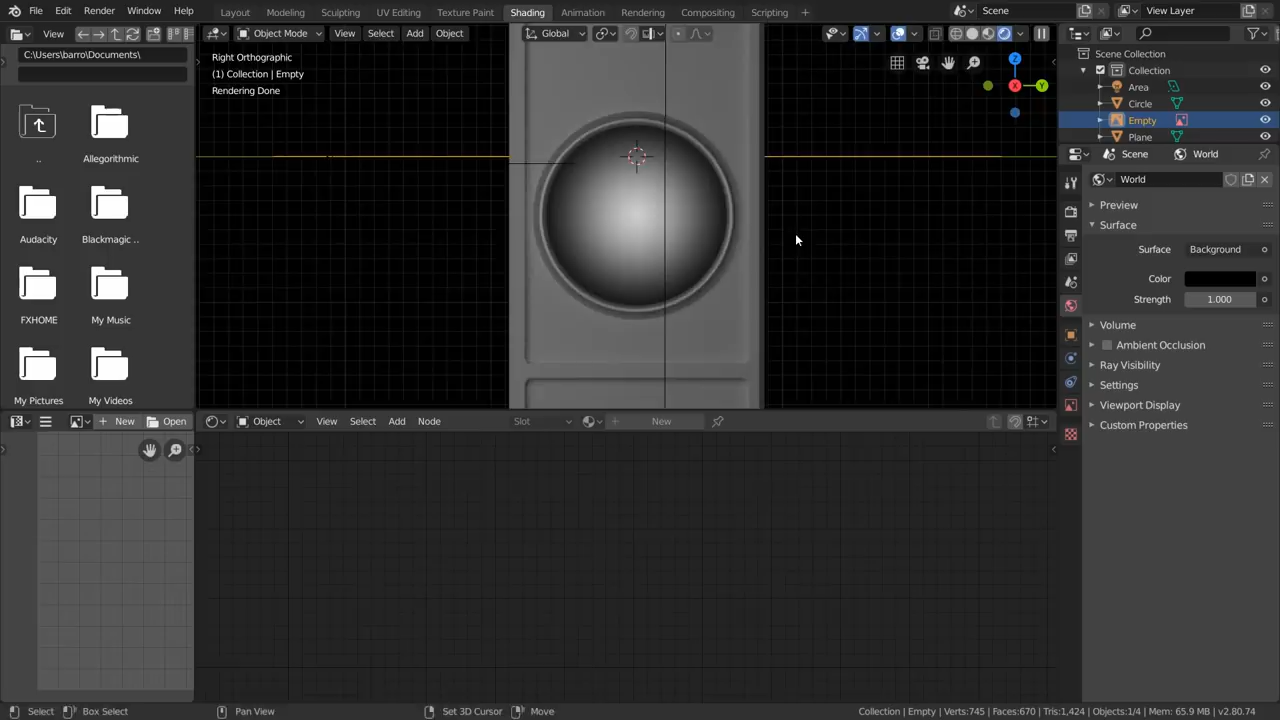 File Edit Render Window Help Layout Modeling Sculpting UV Editing Texture Paint Shading Animation Rendering Compositing Scripting + Scene View Layer
View Object Mode View Select Add Object Global
C:\Users\barro\Documents\
Right Orthographic
(1) Collection | Empty
Rendering Done
X Y Z
Scene Collection
Collection
Area
Circle
Empty
Plane
Scene World
World
Preview
Surface
Surface Background
Color
Strength 1.000
Volume
Ambient Occlusion
Ray Visibility
Settings
Viewport Display
Custom Properties
.. Allegorithmic
Audacity Blackmagic ..
FXHOME My Music
My Pictures My Videos
New Open Object View Select Add Node Slot New
Select Box Select Pan View Set 3D Cursor Move Collection | Empty | Verts:745 | Faces:670 | Tris:1,424 | Objects:1/4 | Mem: 65.9 MB | v2.80.74